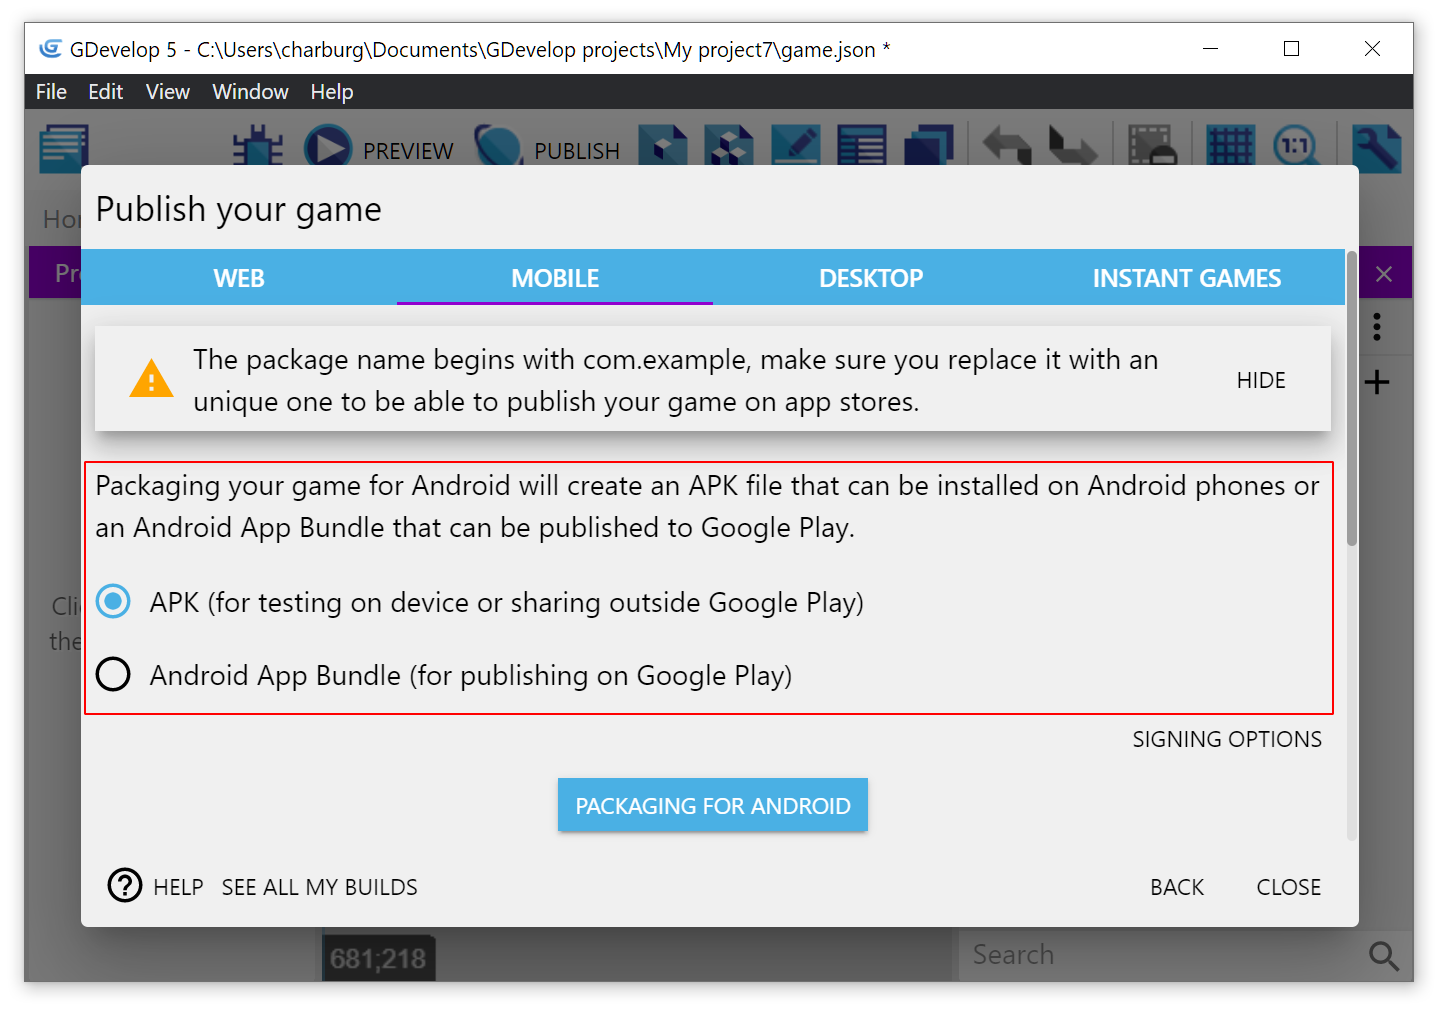 GDevelop 5 - C:\Users\charburg\Documents\GDevelop projects\My project7\game.json *
File Edit View Window Help
PREVIEW PUBLISH 1:1
Publish your game
WEB MOBILE DESKTOP INSTANT GAMES
The package name begins with com.example, make sure you replace it with an
unique one to be able to publish your game on app stores.
HIDE
Packaging your game for Android will create an APK file that can be installed on Android phones or
an Android App Bundle that can be published to Google Play.
APK (for testing on device or sharing outside Google Play)
Android App Bundle (for publishing on Google Play)
SIGNING OPTIONS
PACKAGING FOR ANDROID
HELP SEE ALL MY BUILDS BACK CLOSE
681;218
Search